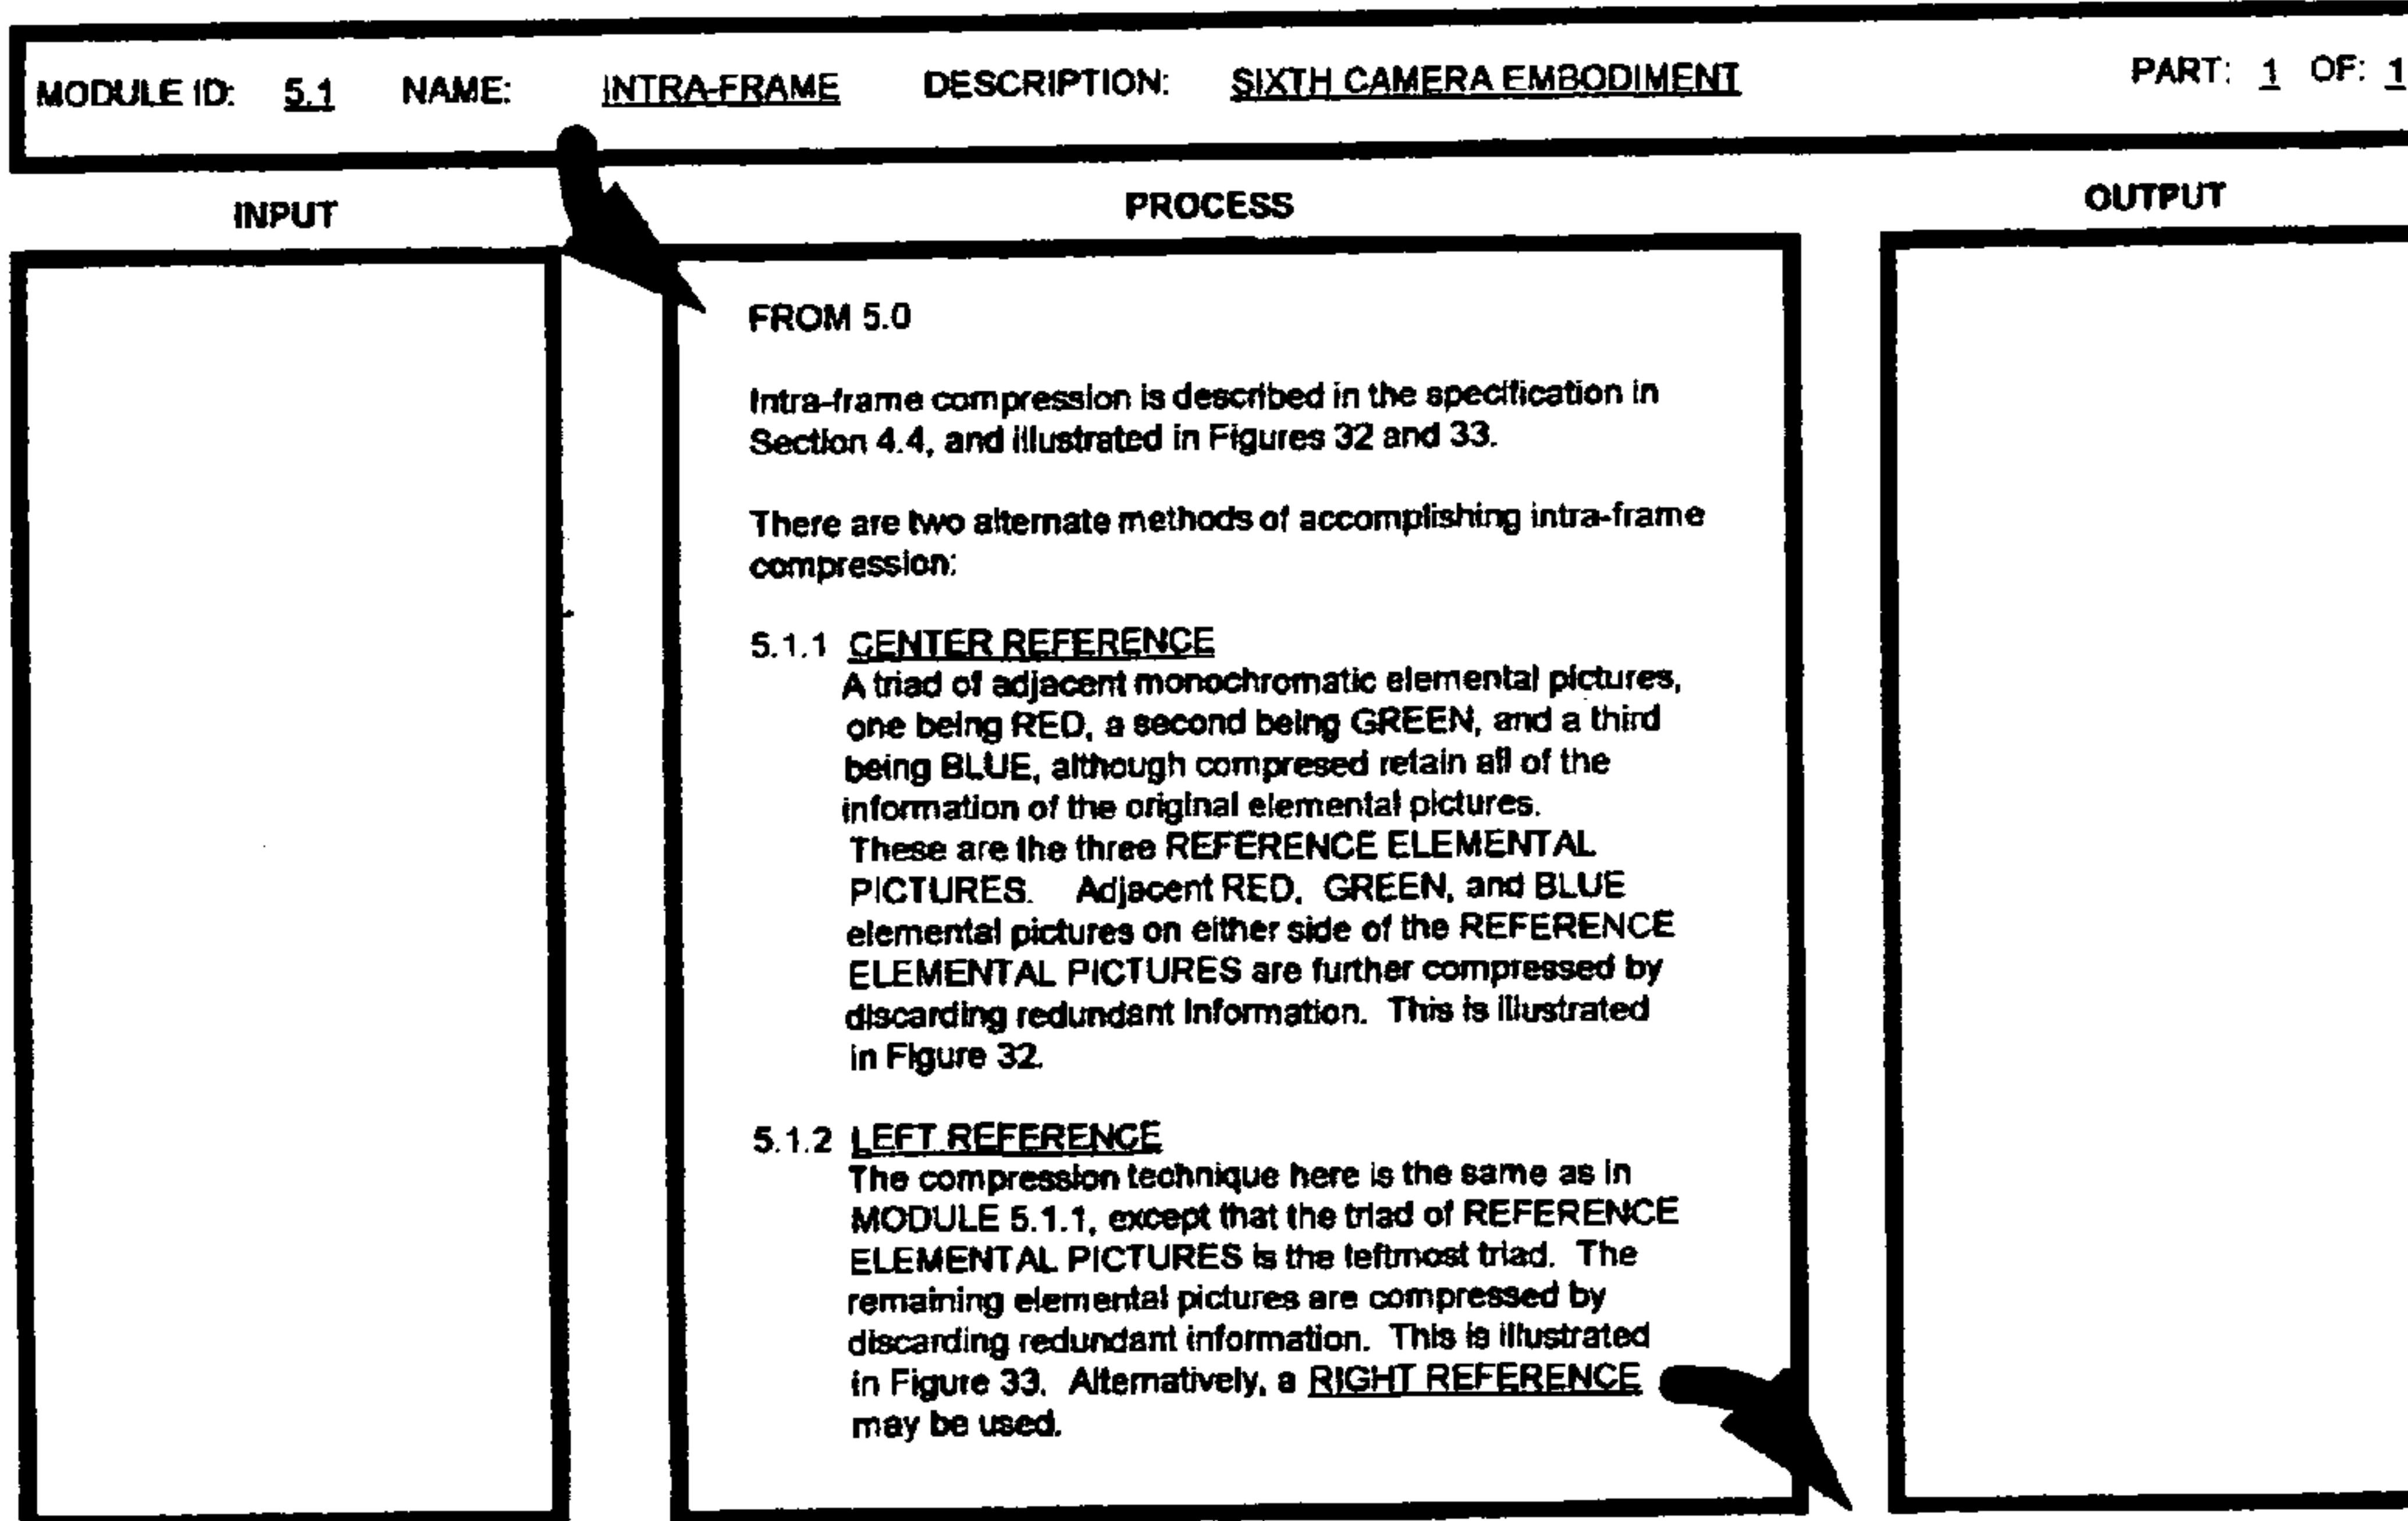 MODULE ID: 5.1 NAME: INTRA-FRAME DESCRIPTION: SIXTH CAMERA EMBODIMENT PART: 1 OF: 1
INPUT PROCESS OUTPUT
FROM 5.0
Intra-frame compression is described in the specification in
Section 4.4, and illustrated in Figures 32 and 33.
There are two alternate methods of accomplishing intra-frame
compression:
5.1.1 CENTER REFERENCE
A triad of adjacent monochromatic elemental pictures,
one being RED, a second being GREEN, and a third
being BLUE, although compresed retain all of the
information of the original elemental pictures.
These are the three REFERENCE ELEMENTAL
PICTURES. Adjacent RED, GREEN, and BLUE
elemental pictures on either side of the REFERENCE
ELEMENTAL PICTURES are further compressed by
discarding redundant information. This is illustrated
in Figure 32.
5.1.2 LEFT REFERENCE
The compression technique here is the same as in
MODULE 5.1.1, except that the triad of REFERENCE
ELEMENTAL PICTURES is the leftmost triad. The
remaining elemental pictures are compressed by
discarding redundant information. This is illustrated
in Figure 33. Alternatively, a RIGHT REFERENCE
may be used.